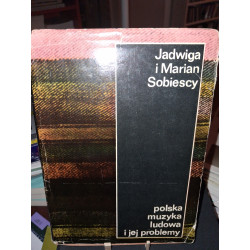 Jadwiga
i Marian
Sobiescy
polska
muzyka
ludowa
i jej problemy